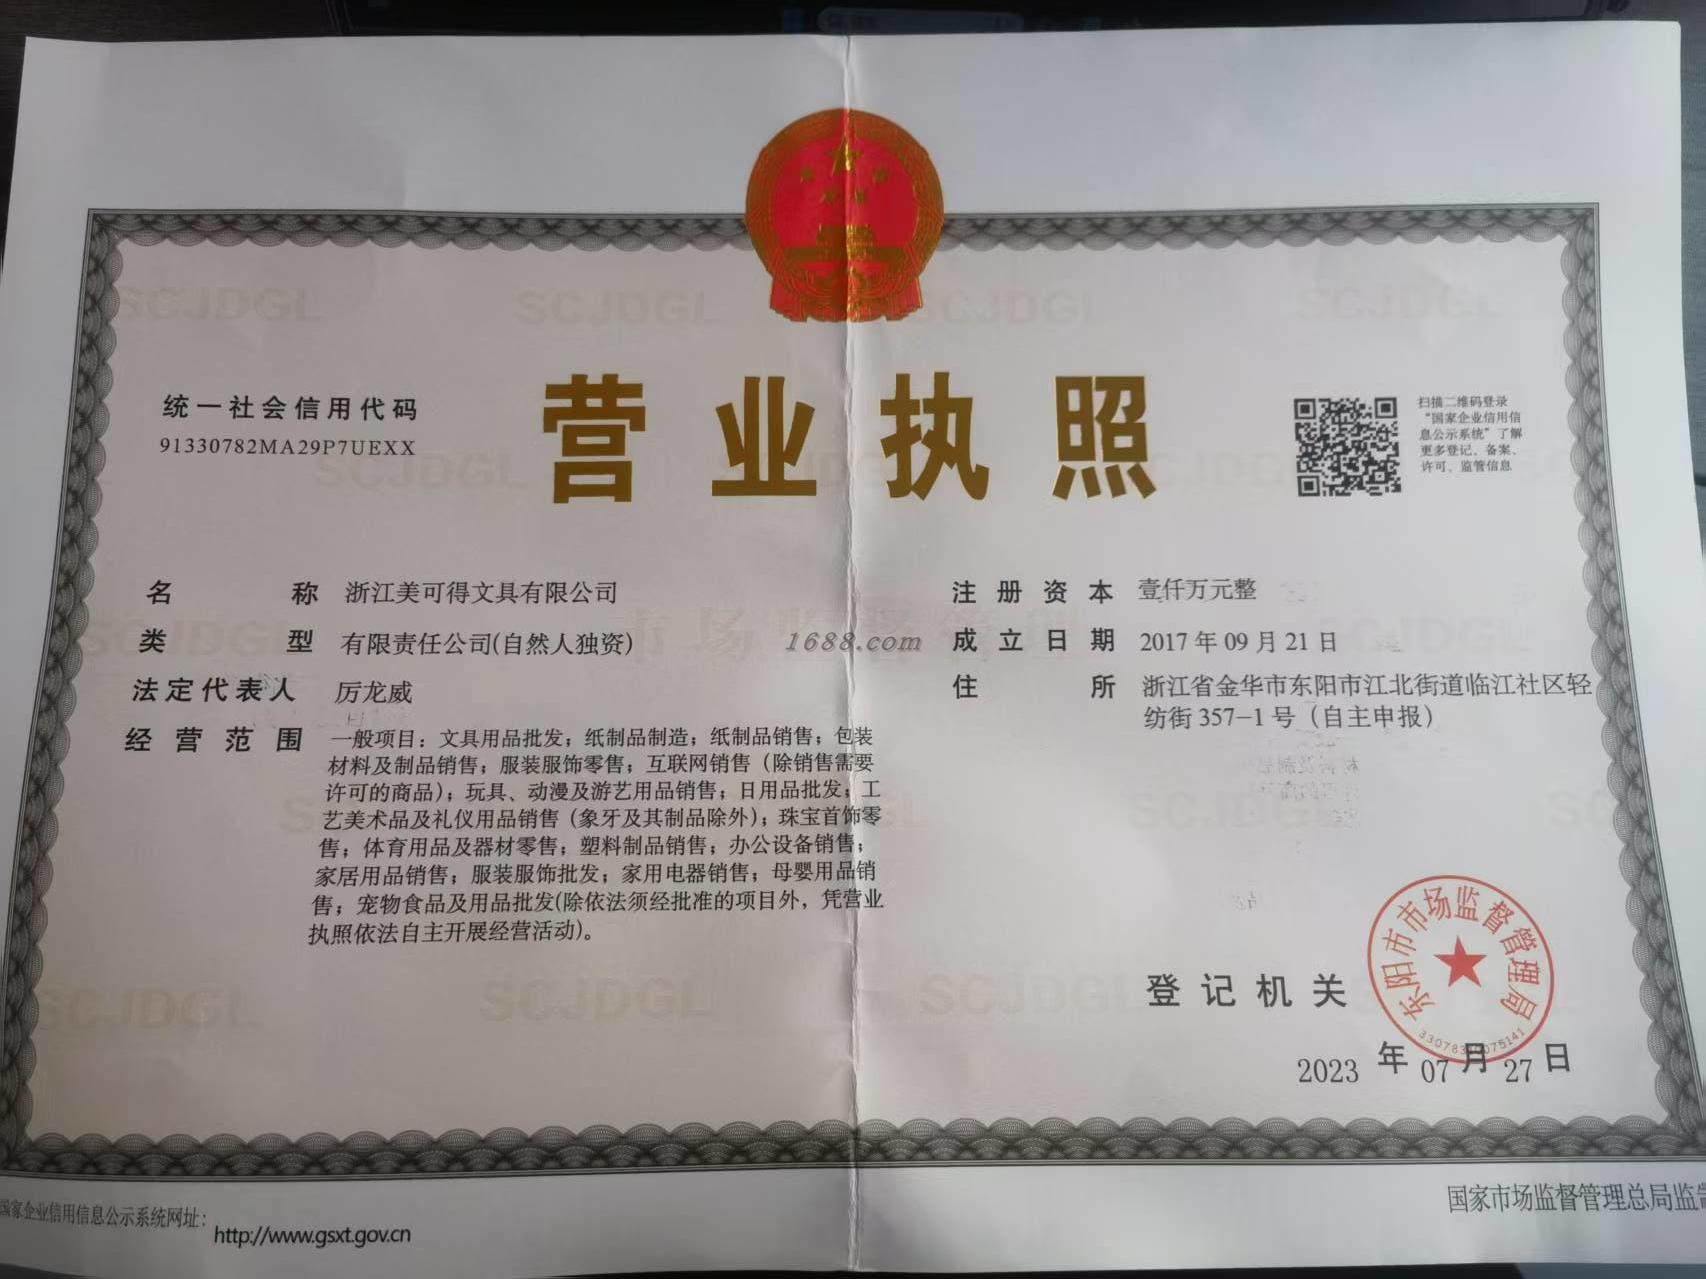 统一社会信用代码
91330782MA29P7UEXX
营业执照
扫描二维码登录
“国家企业信用信
息公示系统”了解
更多登记、备案、
许可、监管信息
名称 浙江美可得文具有限公司
类型 有限责任公司(自然人独资)
法定代表人 厉龙威
经营范围 一般项目：文具用品批发；纸制品制造；纸制品销售；包装
材料及制品销售；服装服饰零售；互联网销售（除销售需要
许可的商品）；玩具、动漫及游艺用品销售；日用品批发；工
艺美术品及礼仪用品销售（象牙及其制品除外）；珠宝首饰零
售；体育用品及器材零售；塑料制品销售；办公设备销售；
家居用品销售；服装服饰批发；家用电器销售；母婴用品销
售；宠物食品及用品批发(除依法须经批准的项目外，凭营业
执照依法自主开展经营活动)。
1688.com
注册资本 壹仟万元整
成立日期 2017年09月21日
住所 浙江省金华市东阳市江北街道临江社区轻
纺街357-1号（自主申报）
登记机关
东阳市市场监督管理局
2023年07月27日
SCJDGL
国家企业信用信息公示系统网址：
http://www.gsxt.gov.cn
国家市场监督管理总局监制